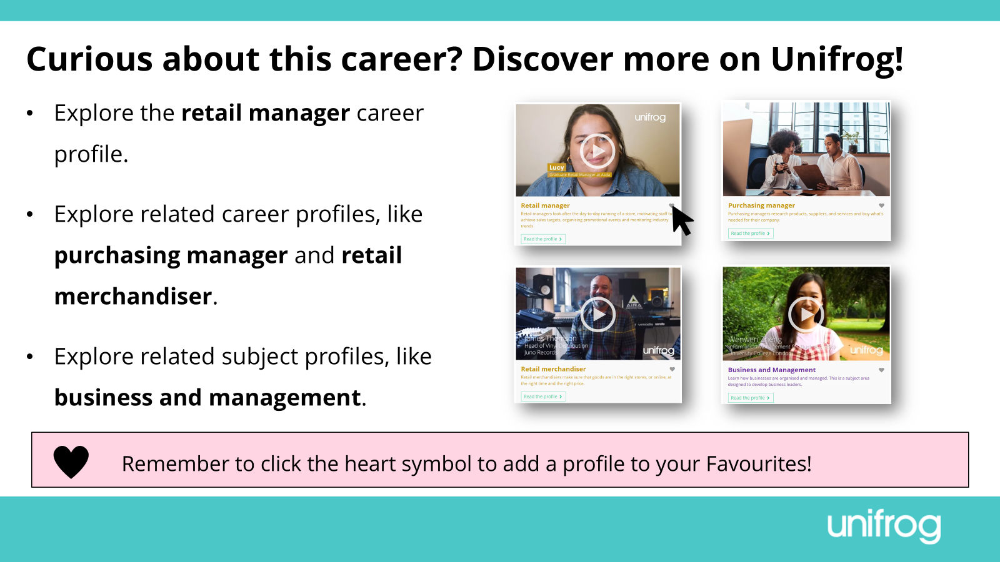 Curious about this career? Discover more on Unifrog!
• Explore the retail manager career
profile.
• Explore related career profiles, like
purchasing manager and retail
merchandiser.
• Explore related subject profiles, like
business and management.
unifrog
Lucy
Graduate Retail Manager at Asda
Retail manager
Retail managers look after the day-to-day running of a store, motivating staff to
achieve sales targets, organising promotional events and monitoring industry
trends.
Read the profile
Purchasing manager
Purchasing managers research products, suppliers, and services and buy what's
needed for their company.
Read the profile
AIRA
James Thomson
Head of Vinyl Distribution
Juno Records
unifrog
Retail merchandiser
Retail merchandisers make sure that goods are in the right stores, or online, at
the right time and the right price.
Read the profile
Wenwen Zheng
Information Management for Business
University College London
unifrog
Business and Management
Learn how businesses are organised and managed. This is a subject area
designed to develop business leaders.
Read the profile
Remember to click the heart symbol to add a profile to your Favourites!
unifrog